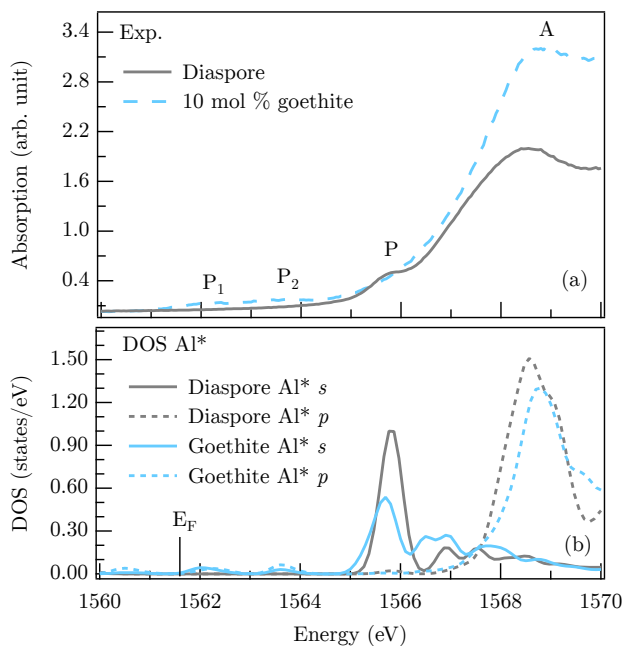 Exp.
A
Diaspore
10 mol % goethite
P
P₁
P₂
(a)
3.4
2.8
2.2
1.6
1.0
0.4
Absorption (arb. unit)
DOS Al*
Diaspore Al* s
Diaspore Al* p
Goethite Al* s
Goethite Al* p
E_F
(b)
1.50
1.20
0.90
0.60
0.30
0.00
DOS (states/eV)
1560 1562 1564 1566 1568 1570
Energy (eV)